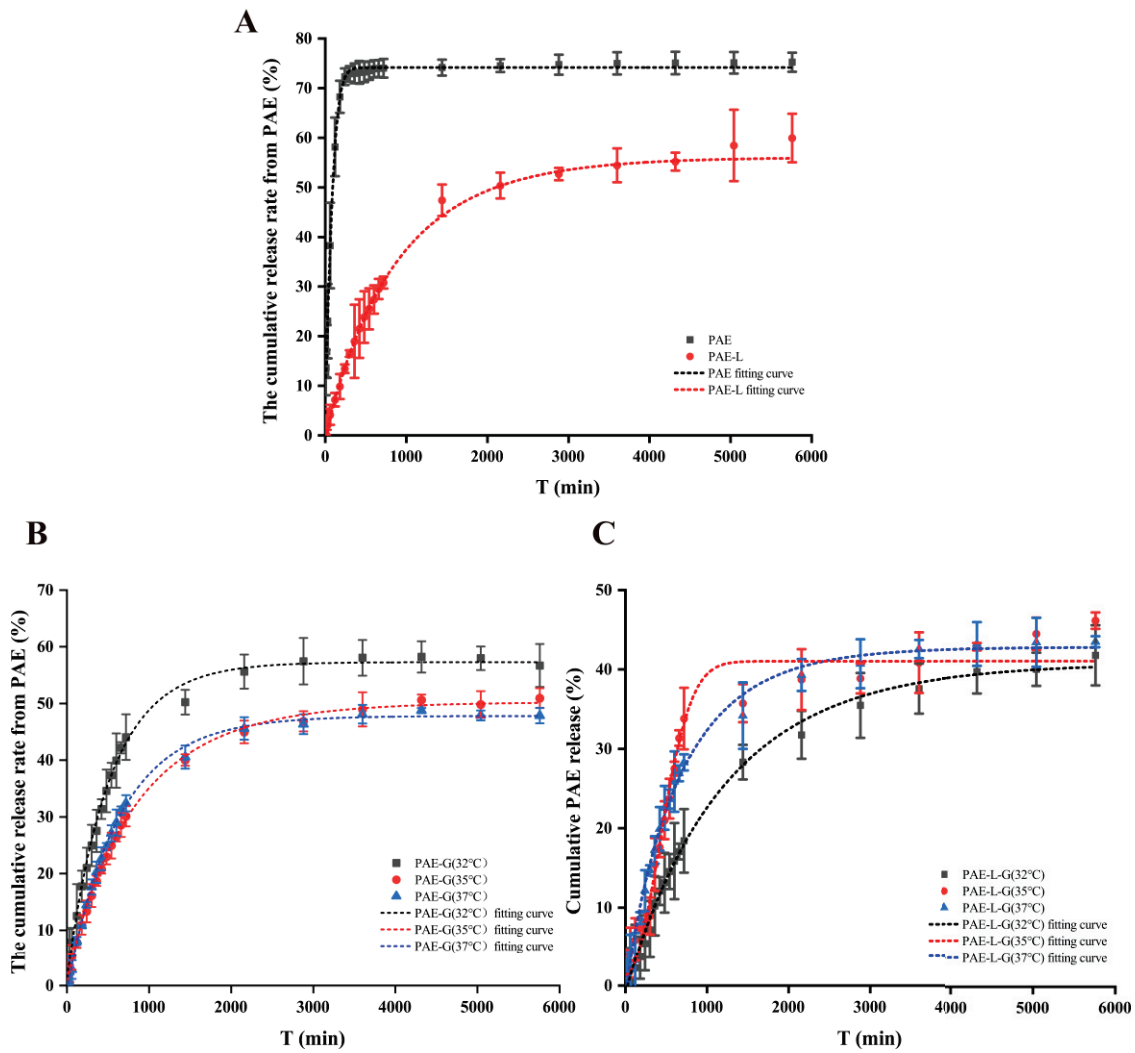 A
The cumulative release rate from PAE (%)
80
70
60
50
40
30
20
10
0
PAE
PAE-L
PAE fitting curve
PAE-L fitting curve
0 1000 2000 3000 4000 5000 6000
T (min)
B
The cumulative release rate from PAE (%)
70
60
50
40
30
20
10
0
PAE-G(32℃)
PAE-G(35℃)
PAE-G(37℃)
PAE-G(32℃) fitting curve
PAE-G(35℃) fitting curve
PAE-G(37℃) fitting curve
0 1000 2000 3000 4000 5000 6000
T (min)
C
Cumulative PAE release (%)
50
40
30
20
10
0
PAE-L-G(32℃)
PAE-L-G(35℃)
PAE-L-G(37℃)
PAE-L-G(32℃) fitting curve
PAE-L-G(35℃) fitting curve
PAE-L-G(37℃) fitting curve
0 1000 2000 3000 4000 5000 6000
T (min)